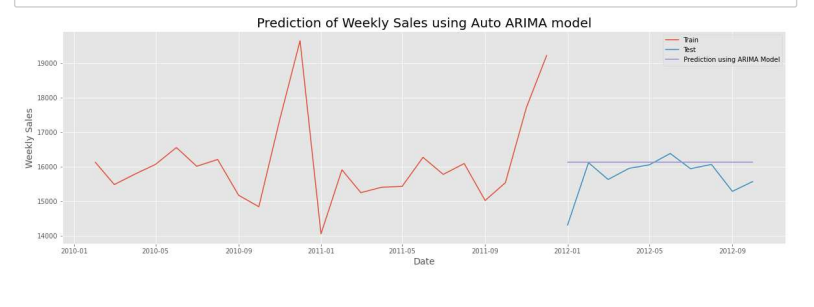 Prediction of Weekly Sales using Auto ARIMA model
Train
Test
Prediction using ARIMA Model
19000
18000
17000
16000
15000
14000
Weekly Sales
2010-01 2010-05 2010-09 2011-01 2011-05 2011-09 2012-01 2012-05 2012-09
Date